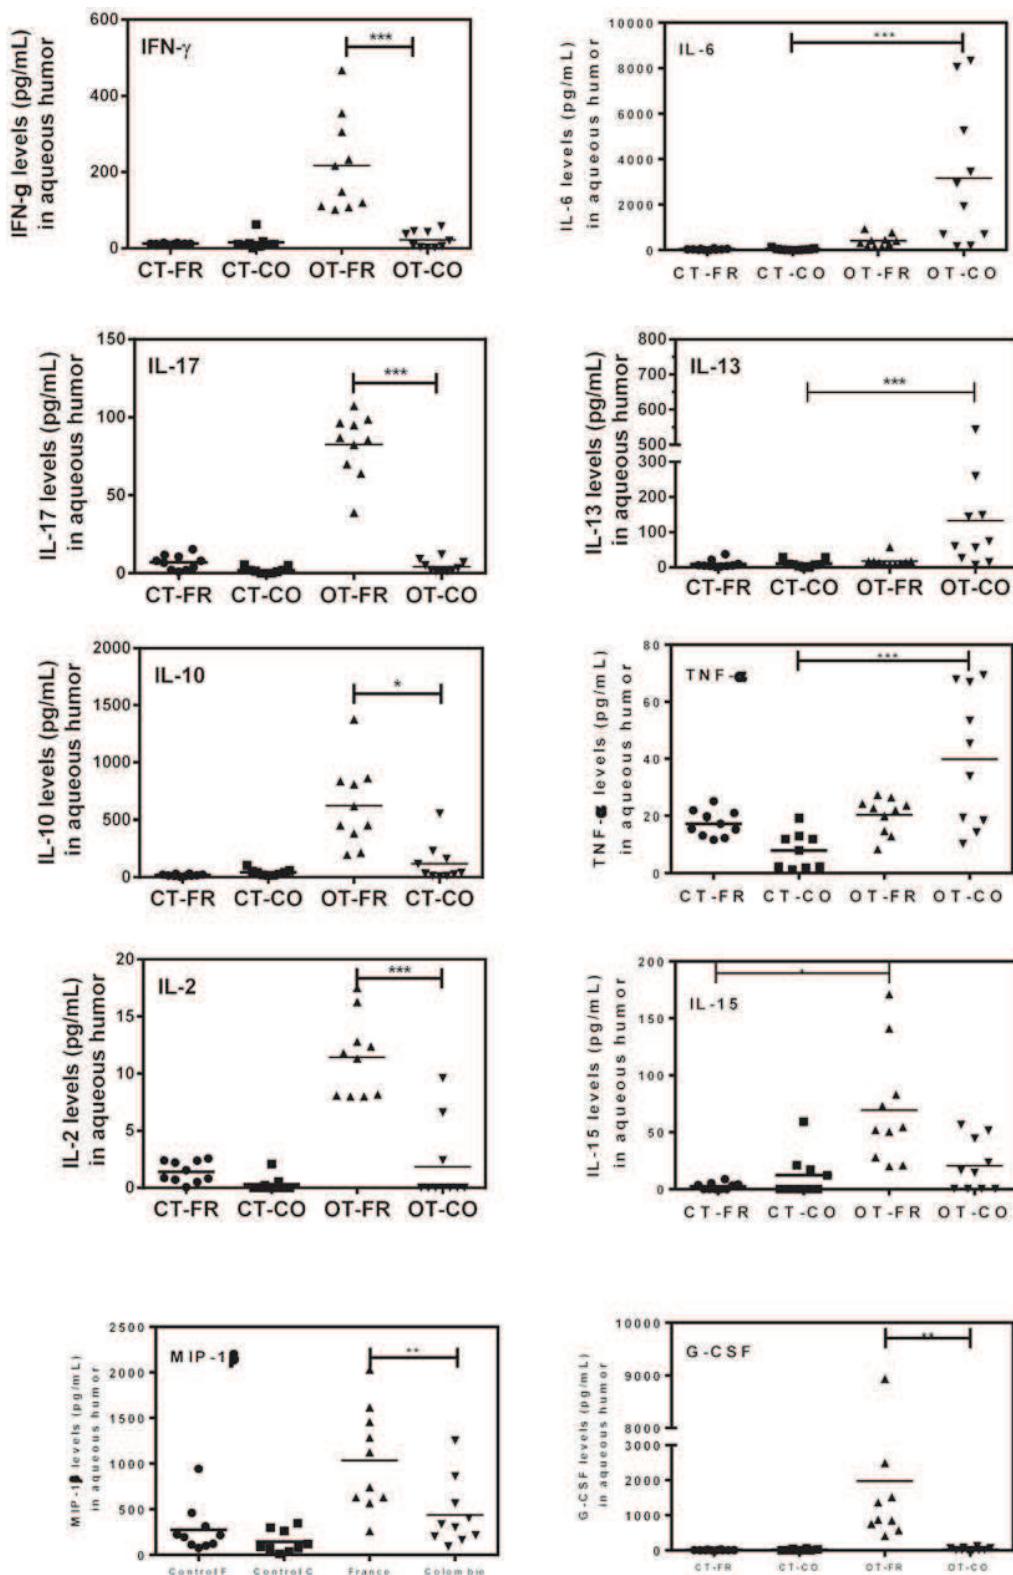 IFN-γ
IFN-g levels (pg/mL)
in aqueous humor
600
400
200
0
***
CT-FR CT-CO OT-FR OT-CO
IL-6
IL-6 levels (pg/mL)
in aqueous humor
10000
8000
6000
4000
2000
0
***
CT-FR CT-CO OT-FR OT-CO
IL-17
IL-17 levels (pg/mL)
in aqueous humor
150
100
50
0
***
CT-FR CT-CO OT-FR OT-CO
IL-13
IL-13 levels (pg/mL)
in aqueous humor
800
700
600
500
300
200
100
0
***
CT-FR CT-CO OT-FR OT-CO
IL-10
IL-10 levels (pg/mL)
in aqueous humor
2000
1500
1000
500
0
*
CT-FR CT-CO OT-FR CT-CO
TNF-α
TNF-α levels (pg/mL)
in aqueous humor
80
60
40
20
0
***
CT-FR CT-CO OT-FR OT-CO
IL-2
IL-2 levels (pg/mL)
in aqueous humor
20
15
10
5
0
***
CT-FR CT-CO OT-FR OT-CO
IL-15
IL-15 levels (pg/mL)
in aqueous humor
200
150
100
50
0
*
CT-FR CT-CO OT-FR OT-CO
MIP-1β
MIP-1β levels (pg/mL)
in aqueous humor
2500
2000
1500
1000
500
0
**
Control F Control C France Colombie
G-CSF
G-CSF levels (pg/mL)
in aqueous humor
10000
9000
8000
3000
2000
1000
0
**
CT-FR CT-CO OT-FR OT-CO